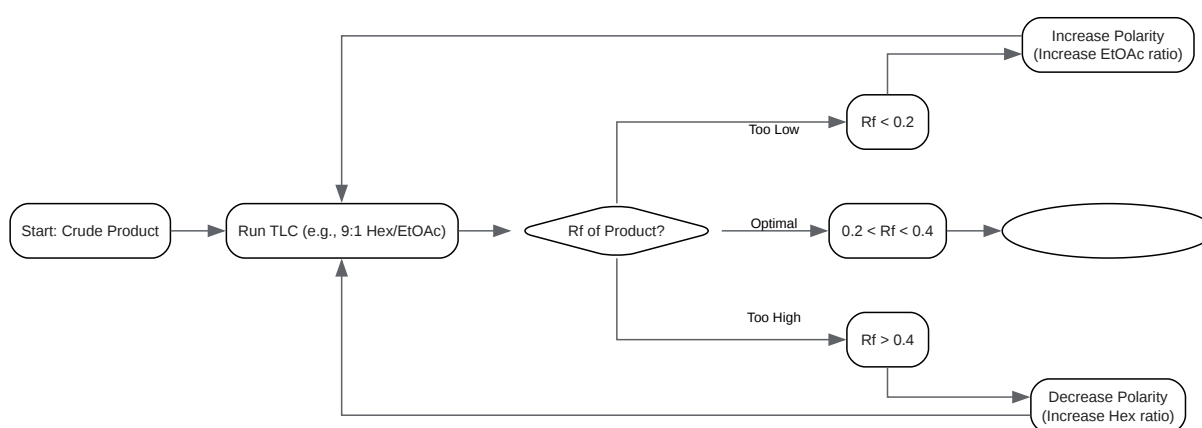 Increase Polarity
(Increase EtOAc ratio)
Too Low
Rf < 0.2
Start: Crude Product
Run TLC (e.g., 9:1 Hex/EtOAc)
Rf of Product?
Optimal
0.2 < Rf < 0.4
Too High
Rf > 0.4
Decrease Polarity
(Increase Hex ratio)